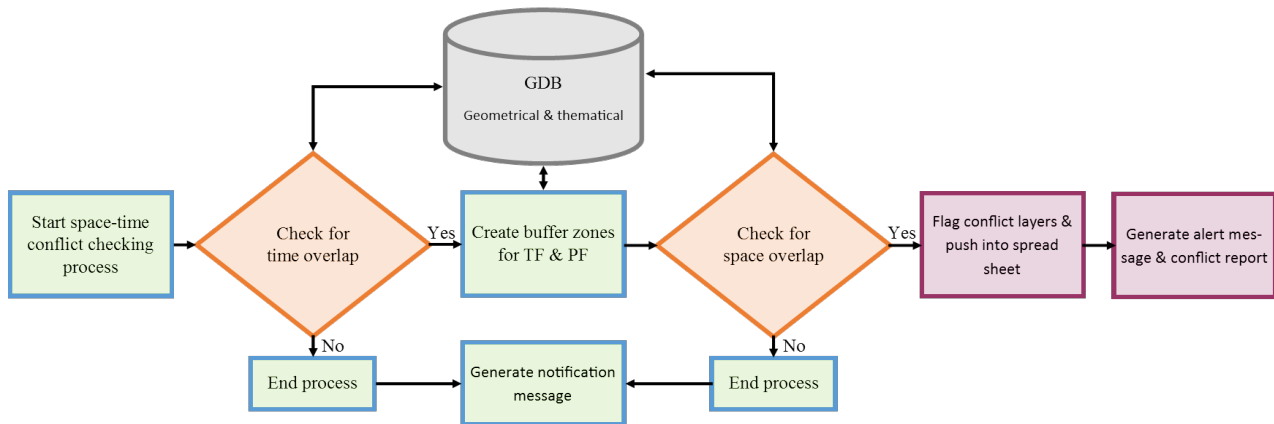 GDB
Geometrical & thematical
Start space-time
conflict checking
process
Check for
time overlap
Yes
Create buffer zones
for TF & PF
Check for
space overlap
Yes
Flag conflict layers &
push into spread
sheet
Generate alert mes-
sage & conflict report
No
End process
Generate notification
message
No
End process